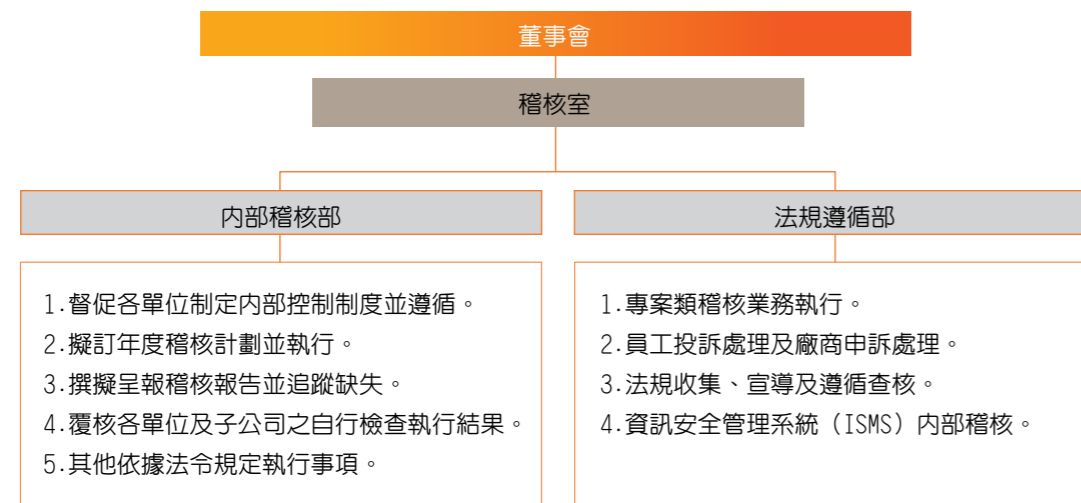 董事會
稽核室
內部稽核部
1.督促各單位制定內部控制制度並遵循。
2.擬訂年度稽核計劃並執行。
3.撰擬呈報稽核報告並追蹤缺失。
4.覆核各單位及子公司之自行檢查執行結果。
5.其他依據法令規定執行事項。
法規遵循部
1.專案類稽核業務執行。
2.員工投訴處理及廠商申訴處理。
3.法規收集、宣導及遵循查核。
4.資訊安全管理系統（ISMS）內部稽核。